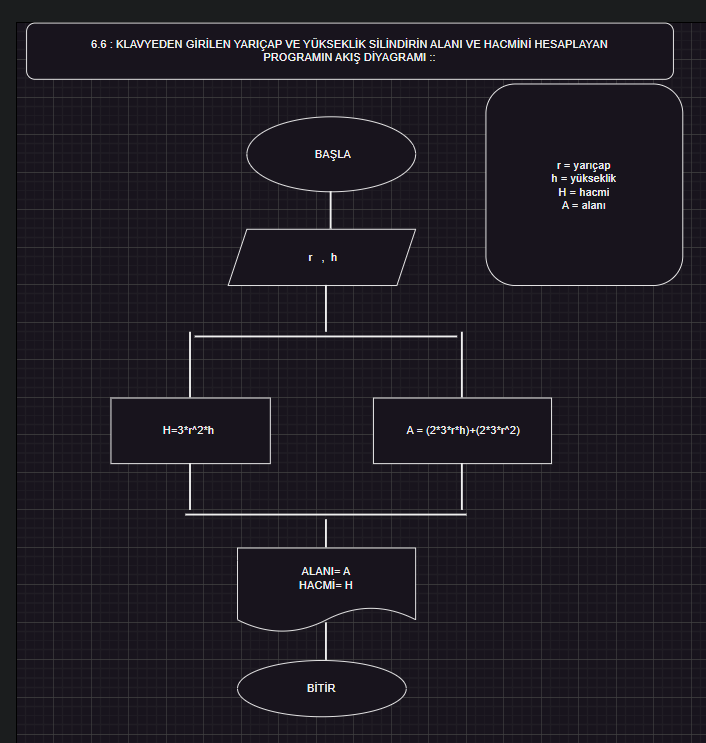 6.6 : KLAVYEDEN GİRİLEN YARIÇAP VE YÜKSEKLİK SİLİNDİRİN ALANI VE HACMİNİ HESAPLAYAN
PROGRAMIN AKIŞ DİYAGRAMI ::
r = yarıçap
h = yükseklik
H = hacmi
A = alanı
BAŞLA
r , h
H=3*r^2*h
A = (2*3*r*h)+(2*3*r^2)
ALANI= A
HACMİ= H
BİTİR